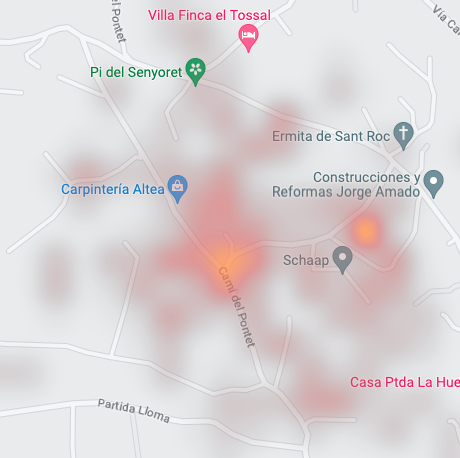 Villa Finca el Tossal
el Pontet
Via Ca
Pi del Senyoret
Ermita de Sant Roc
Construcciones y
Reformas Jorge Amado
Carpintería Altea
Schaap
Camí del Pontet
Casa Ptda La Hue
Partida Lloma